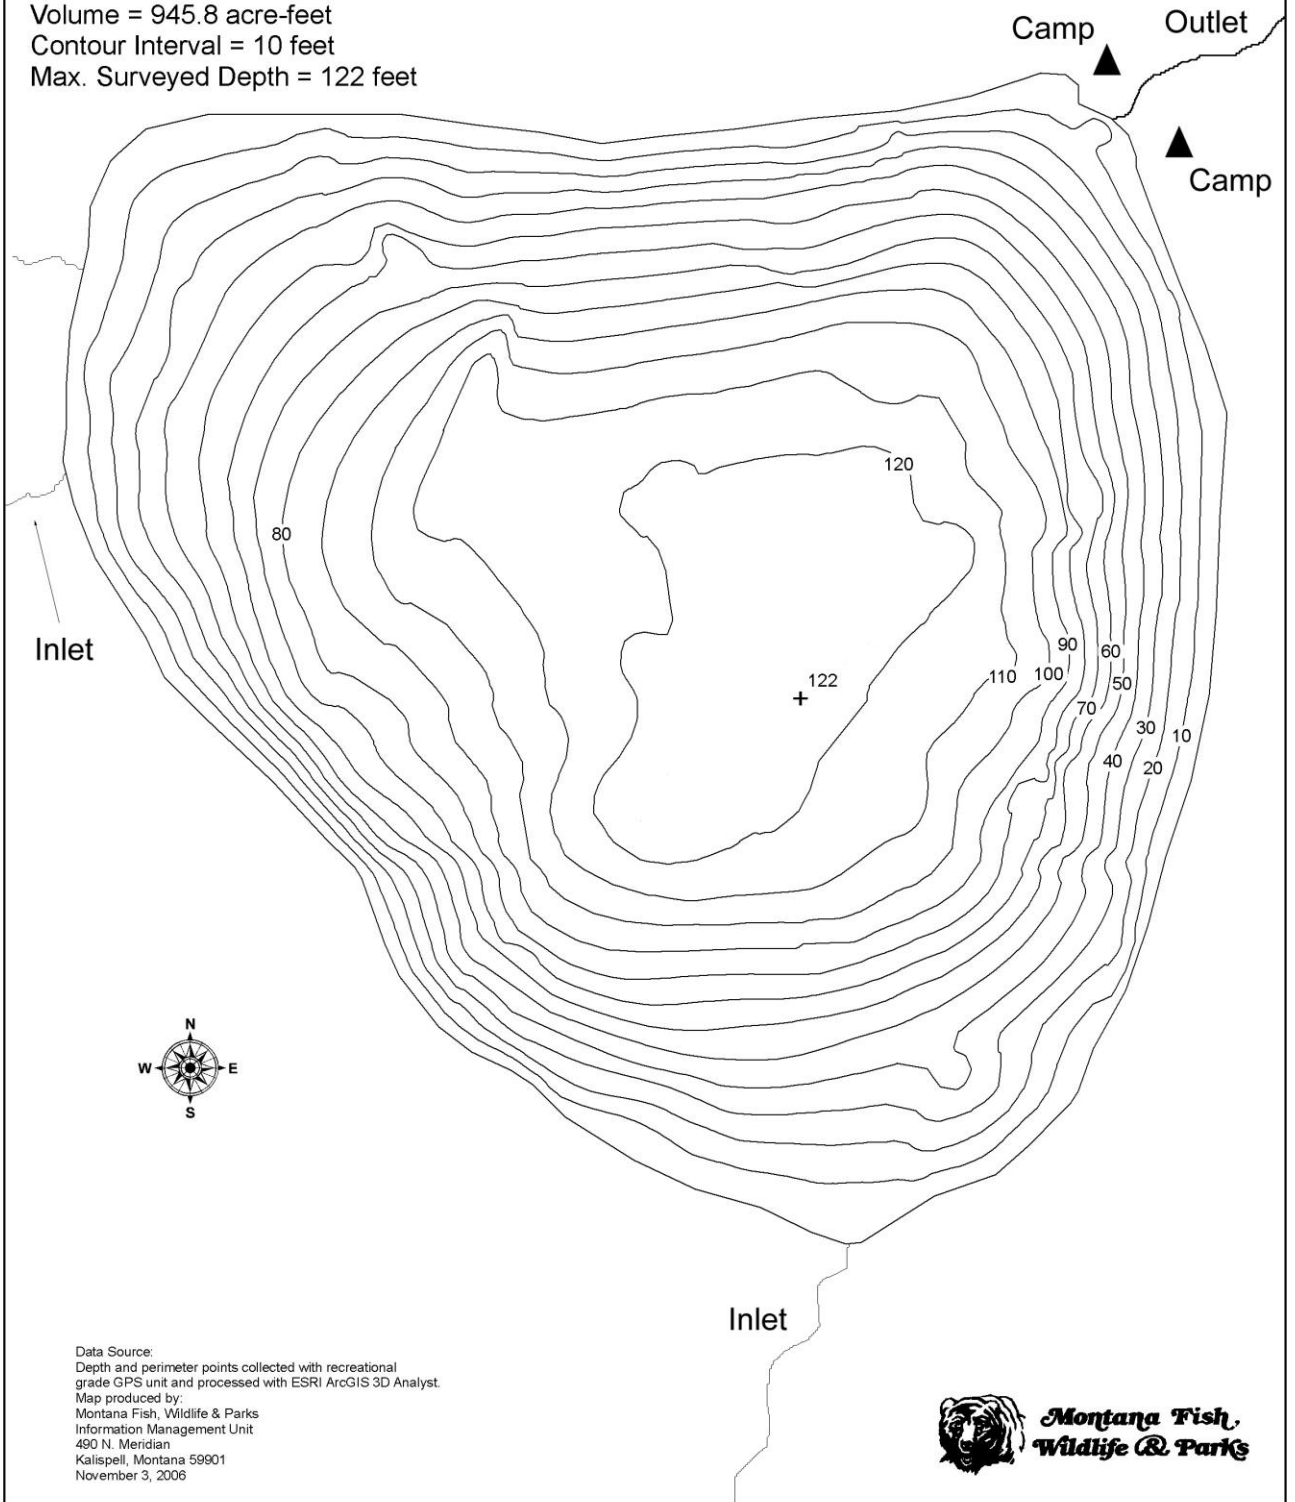 Volume = 945.8 acre-feet
Contour Interval = 10 feet
Max. Surveyed Depth = 122 feet
Camp
Outlet
Camp
120
80
Inlet
90
60
110
100
50
122
70
30
10
40
20
N
W
E
S
Inlet
Data Source:
Depth and perimeter points collected with recreational
grade GPS unit and processed with ESRI ArcGIS 3D Analyst.
Map produced by:
Montana Fish, Wildlife & Parks
Information Management Unit
490 N. Meridian
Kalispell, Montana 59901
November 3, 2006
Montana Fish,
Wildlife & Parks